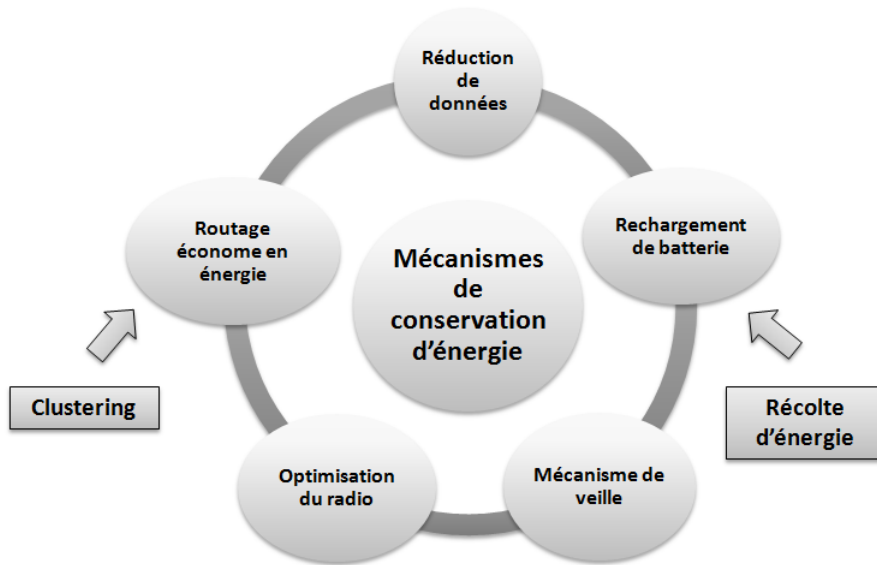 Réduction
de
données
Routage
économe en
énergie
Rechargement
de batterie
Mécanismes
de
conservation
d'énergie
Clustering
Récolte
d'énergie
Optimisation
du radio
Mécanisme de
veille